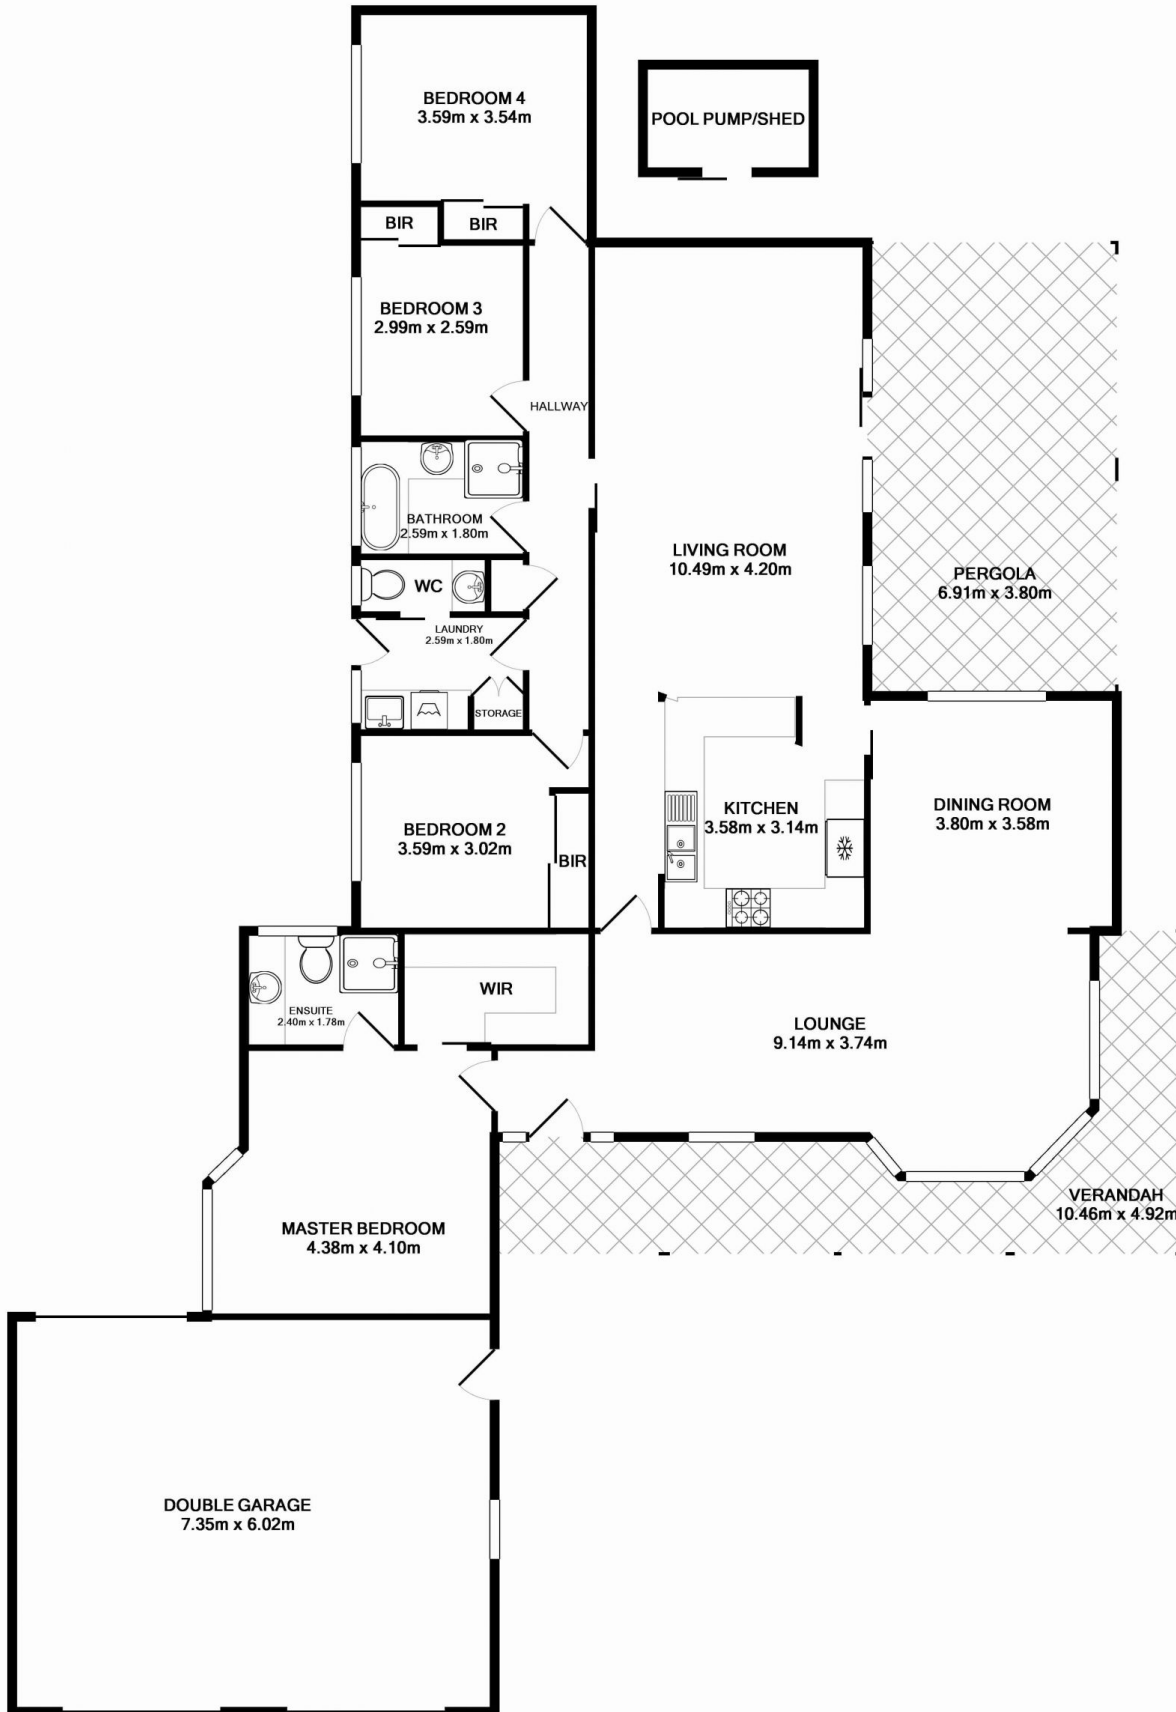 BEDROOM 4
3.59m x 3.54m
POOL PUMP/SHED
BIR
BIR
BEDROOM 3
2.99m x 2.59m
HALLWAY
BATHROOM
2.59m x 1.80m
LIVING ROOM
10.49m x 4.20m
PERGOLA
6.91m x 3.80m
WC
LAUNDRY
2.59m x 1.80m
STORAGE
KITCHEN
3.58m x 3.14m
DINING ROOM
3.80m x 3.58m
BEDROOM 2
3.59m x 3.02m
BIR
WIR
ENSUITE
2.40m x 1.78m
LOUNGE
9.14m x 3.74m
VERANDAH
10.46m x 4.92m
MASTER BEDROOM
4.38m x 4.10m
DOUBLE GARAGE
7.35m x 6.02m